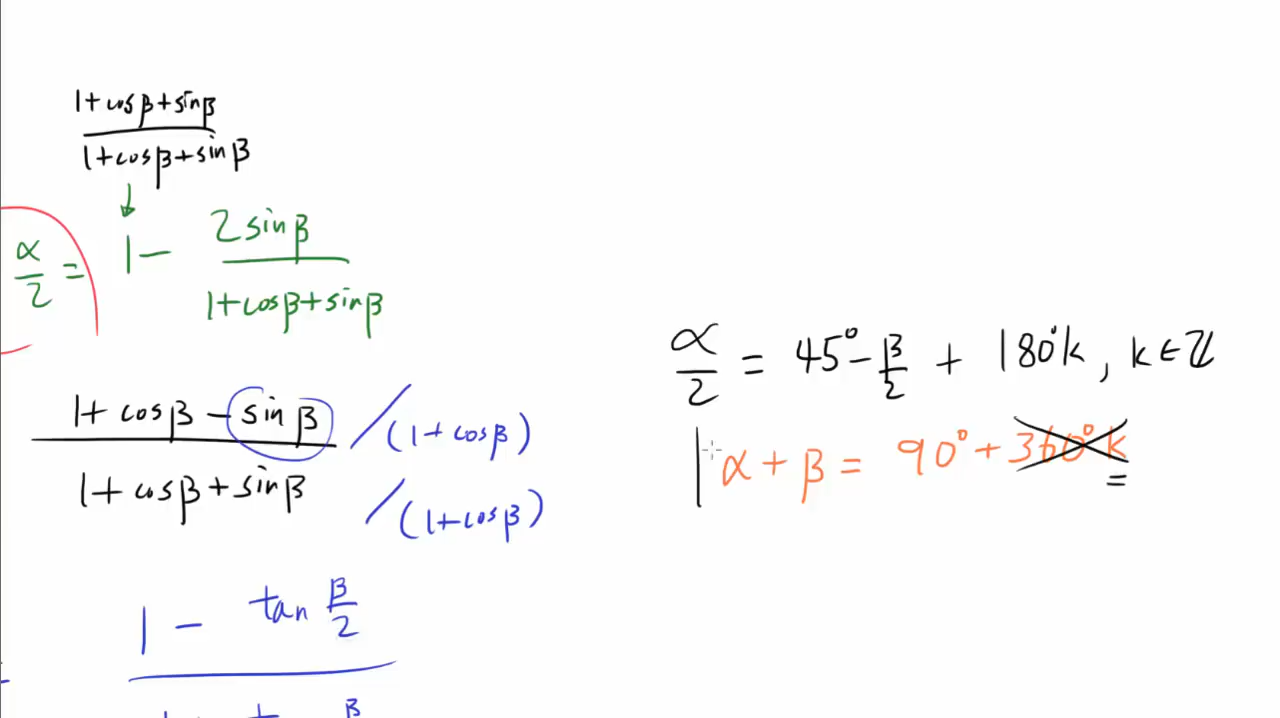 1+cosβ+sinβ
1+cosβ+sinβ
α/2 = 1 - 2sinβ
1+cosβ+sinβ
1+cosβ-sinβ /(1+cosβ)
1+cosβ+sinβ /(1+cosβ)
1 - tan β/2
β
α/2 = 45° - β/2 + 180°k, k∈ℤ
α+β = 90° + 360°k